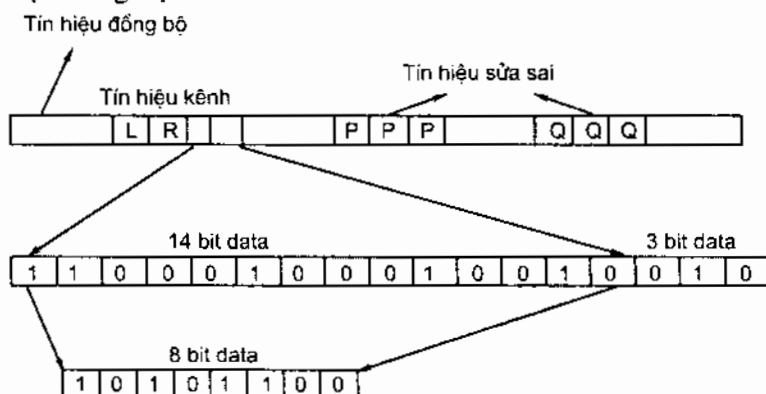 Tín hiệu đồng bộ
Tín hiệu sửa sai
Tín hiệu kênh
L R P P P Q Q Q
14 bit data 3 bit data
1 1 0 0 0 1 0 0 0 1 0 0 1 0 0 1 0
8 bit data
1 0 1 0 1 1 0 0